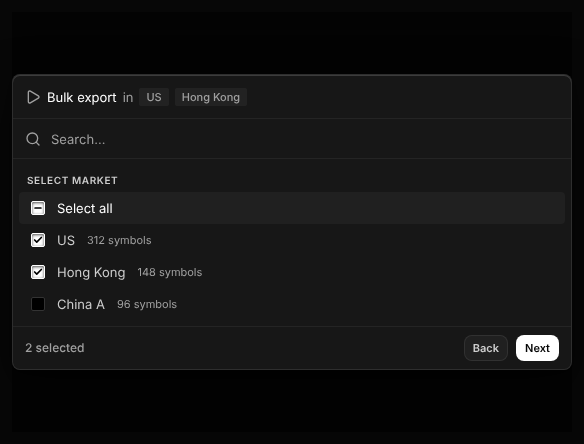 Bulk export in US Hong Kong
Search...
SELECT MARKET
Select all
US 312 symbols
Hong Kong 148 symbols
China A 96 symbols
2 selected Back Next